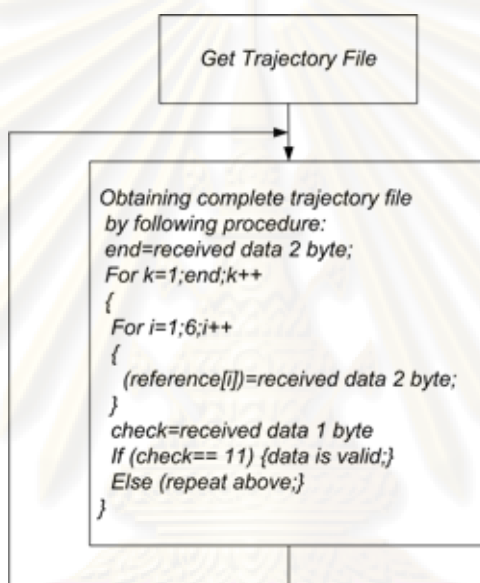 Get Trajectory File
Obtaining complete trajectory file
by following procedure:
end=received data 2 byte;
For k=1;end;k++
{
For i=1;6;i++
{
(reference[i])=received data 2 byte;
}
check=received data 1 byte
If (check== 11) {data is valid;}
Else (repeat above;}
}